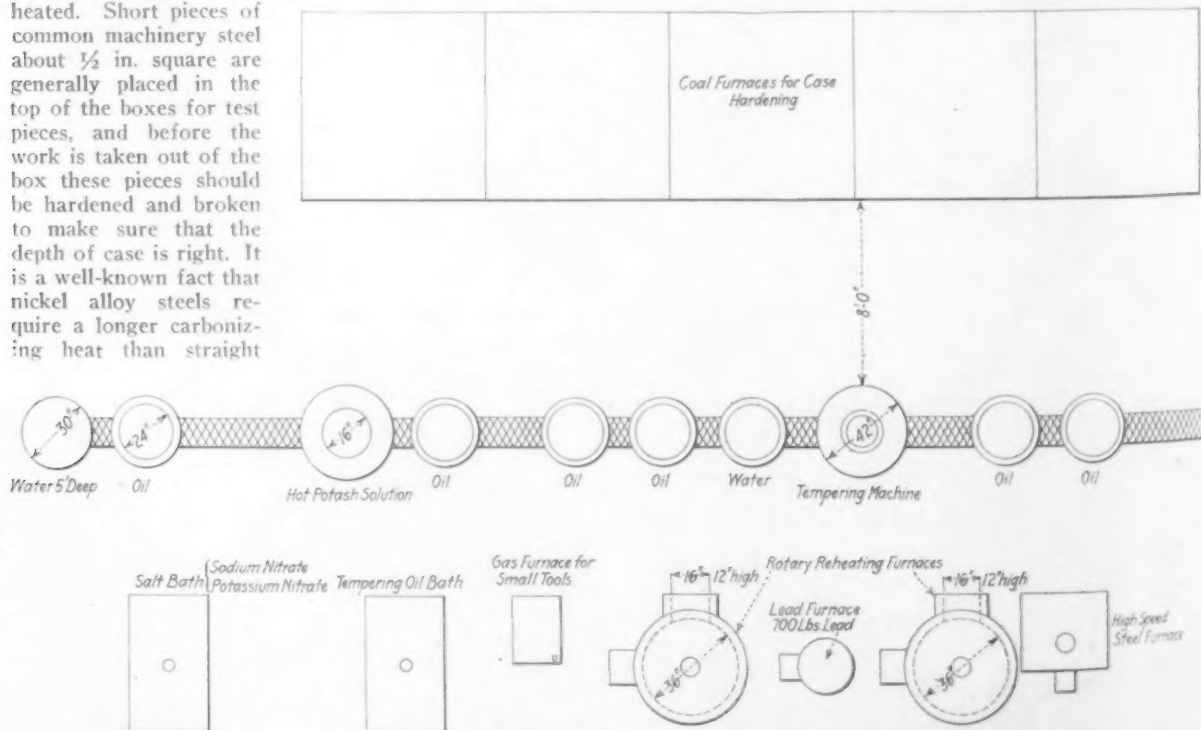 heated. Short pieces of
common machinery steel
about ½ in. square are
generally placed in the
top of the boxes for test
pieces, and before the
work is taken out of the
box these pieces should
be hardened and broken
to make sure that the
depth of case is right. It
is a well-known fact that
nickel alloy steels re-
quire a longer carboniz-
ing heat than straight
Coal Furnaces for Case
Hardening
8'-0"
30"
24"
16"
42"
Water 5' Deep
Oil
Hot Potash Solution
Oil
Oil
Oil
Water
Tempering Machine
Oil
Oil
Salt Bath
Sodium Nitrate
Potassium Nitrate
Tempering Oil Bath
Gas Furnace for
Small Tools
Rotary Reheating Furnaces
16" 12" high
36"
Lead Furnace
700 Lbs. Lead
16" 12" high
36"
High Speed
Steel Furnace